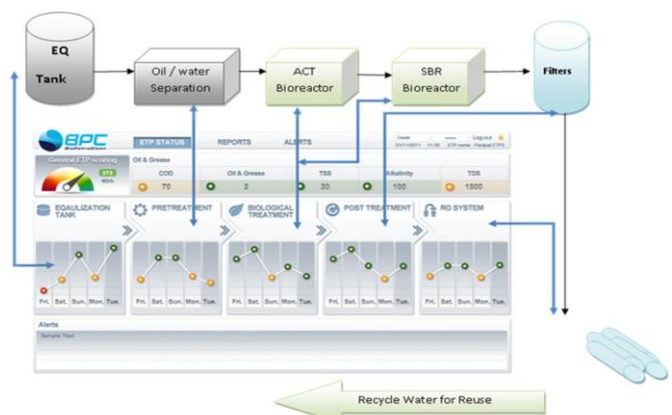 EQ
Tank
Oil / water
Separation
ACT
Bioreactor
SBR
Bioreactor
Filters
BPC
ETP STATUS REPORTS ALERTS
Log out
General ETP scoring
Oil & Grease
COD Oil & Grease TSS Alkalinity TDS
70 2 20 100 1500
EQAULIZATION
TANK
PRETREATMENT
BIOLOGICAL
TREATMENT
POST TREATMENT
RO SYSTEM
Fri. Sat. Sun. Mon. Tue.
Fri. Sat. Sun. Mon. Tue.
Fri. Sat. Sun. Mon. Tue.
Fri. Sat. Sun. Mon. Tue.
Fri. Sat. Sun. Mon. Tue.
Alerts
Sample Text
Recycle Water for Reuse